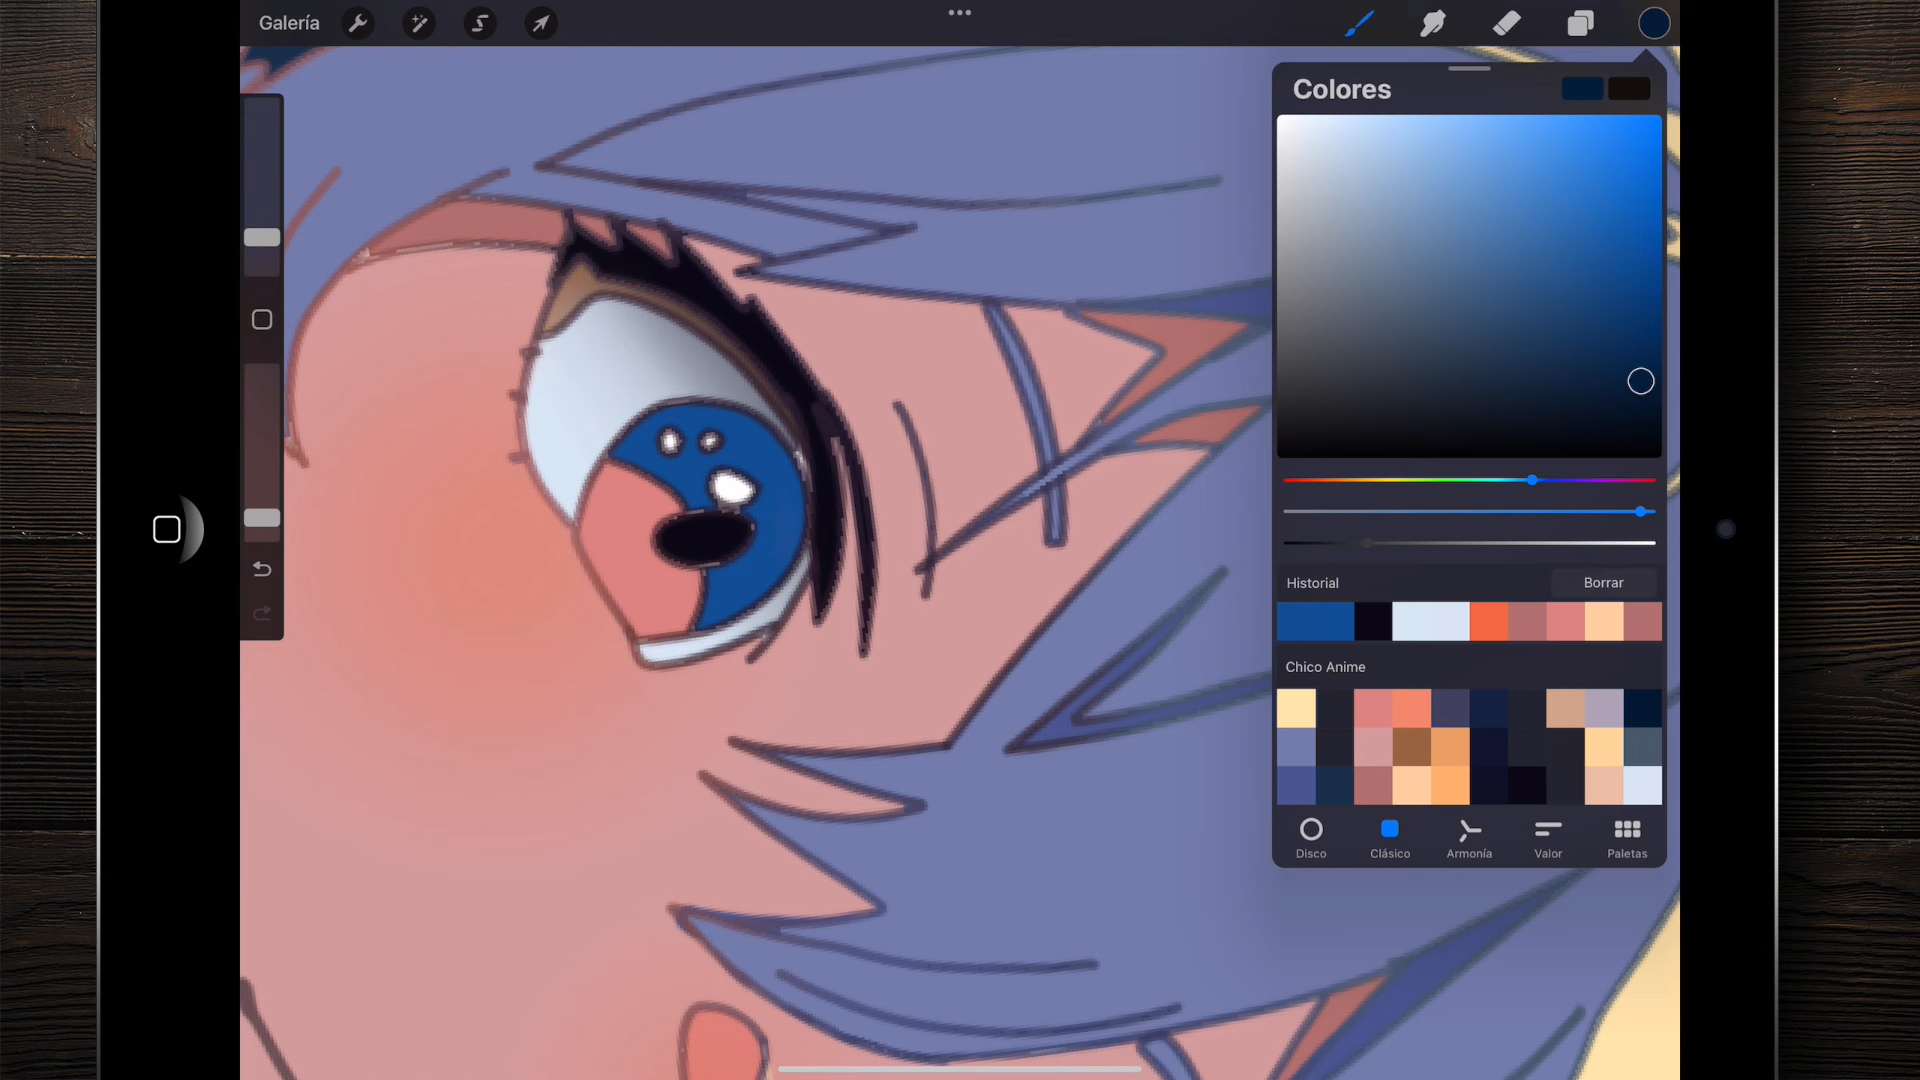 Galería
Colores
Historial
Borrar
Chico Anime
Disco
Clásico
Armonía
Valor
Paletas